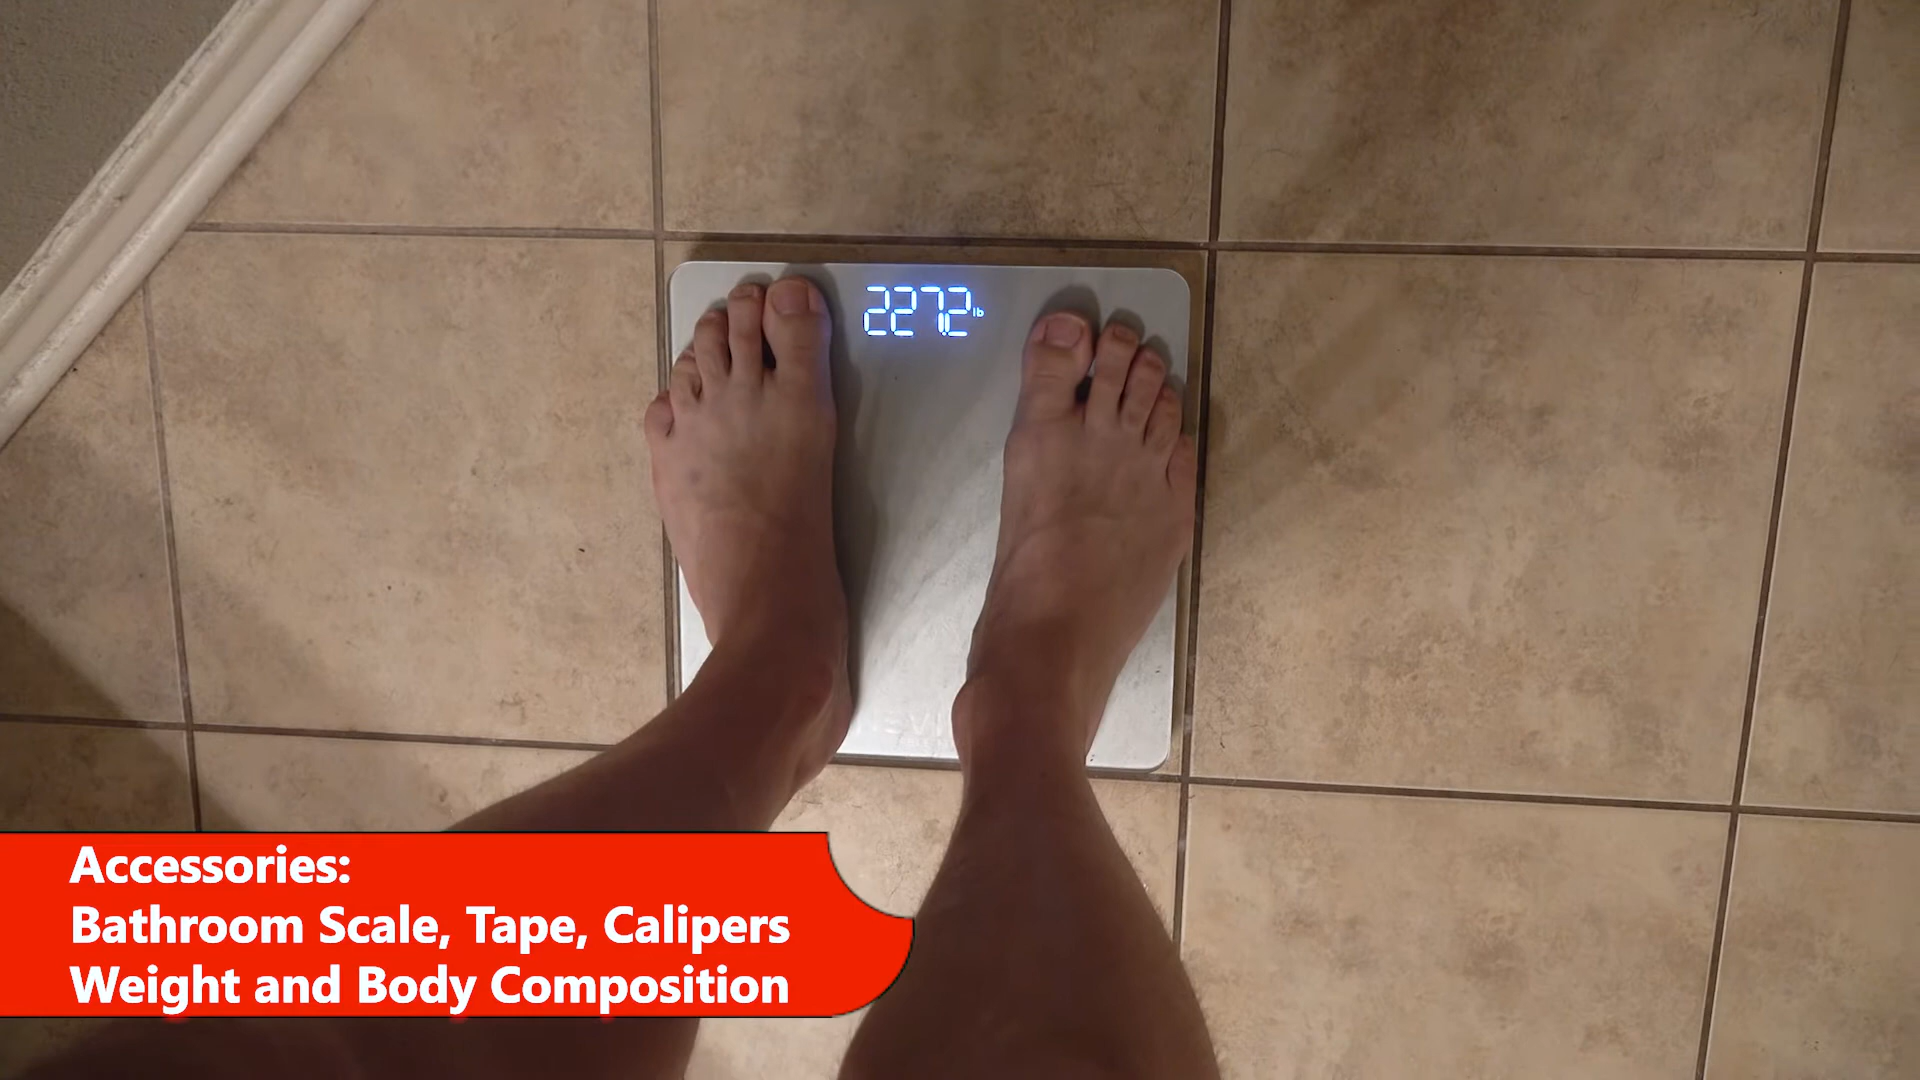 227.2 lb
Accessories:
Bathroom Scale, Tape, Calipers
Weight and Body Composition